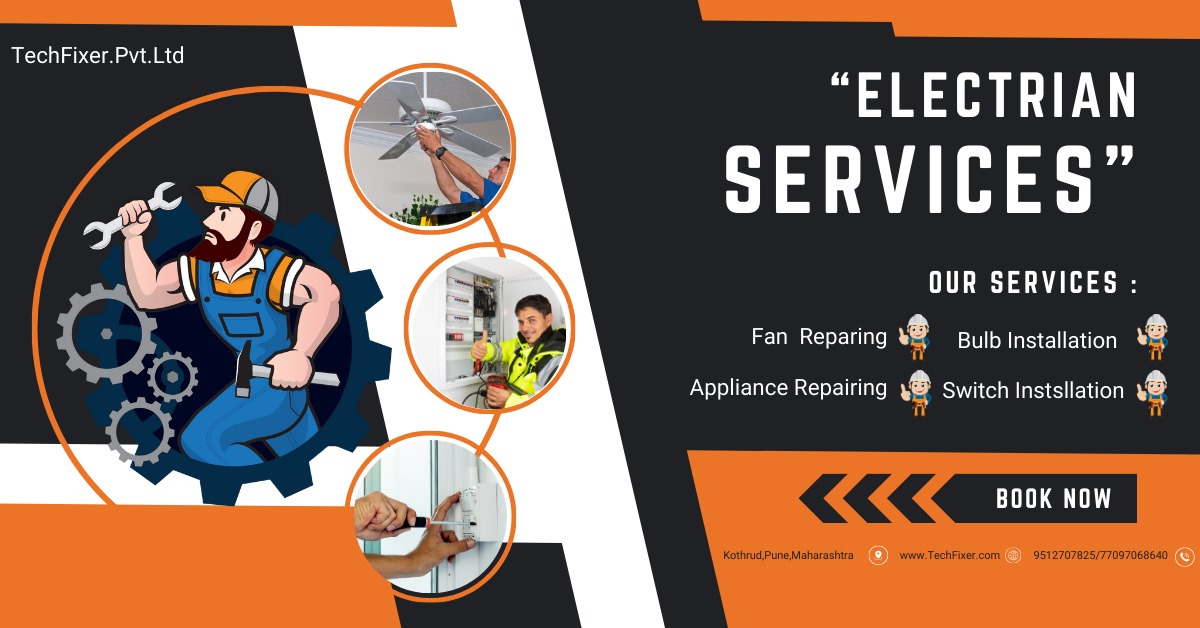 TechFixer.Pvt.Ltd
“ELECTRIAN
SERVICES”
OUR SERVICES :
Fan Reparing
Bulb Installation
Appliance Repairing
Switch Instsllation
BOOK NOW
Kothrud,Pune,Maharashtra
www.TechFixer.com
9512707825/77097068640